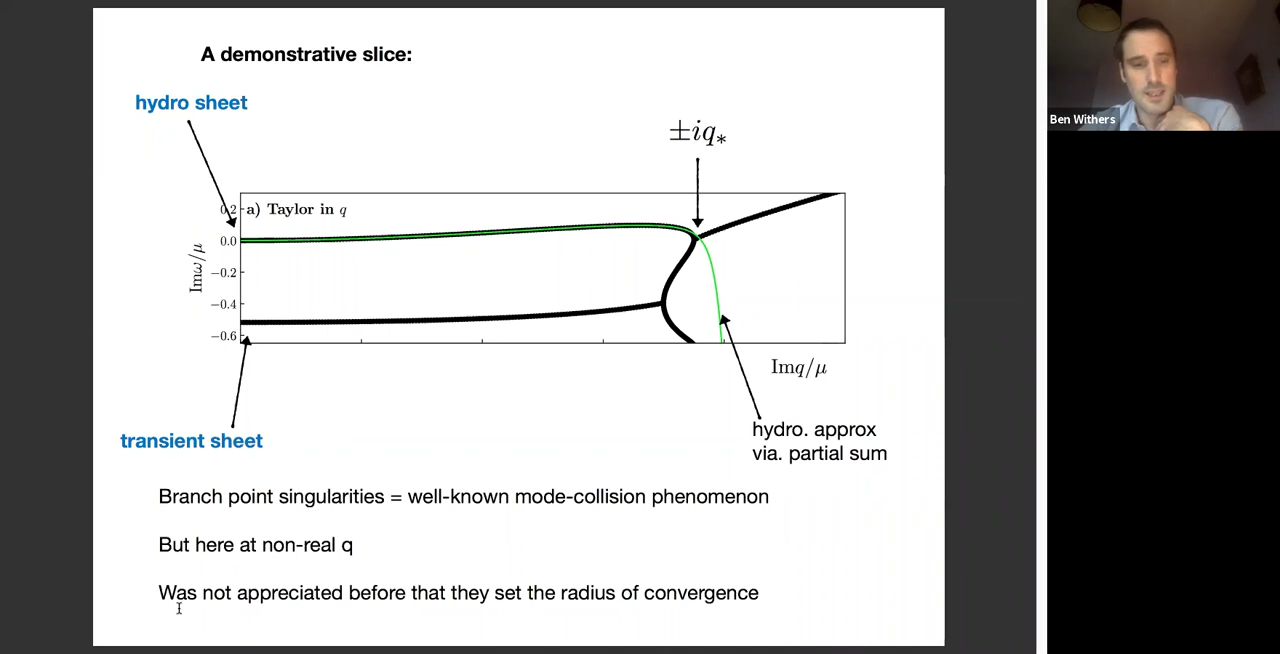 A demonstrative slice:
hydro sheet
±iq*
a) Taylor in q
0.2
0.0
−0.2
−0.4
−0.6
Imω/μ
Imq/μ
transient sheet
hydro. approx
via. partial sum
Branch point singularities = well-known mode-collision phenomenon
But here at non-real q
Was not appreciated before that they set the radius of convergence
Ben Withers